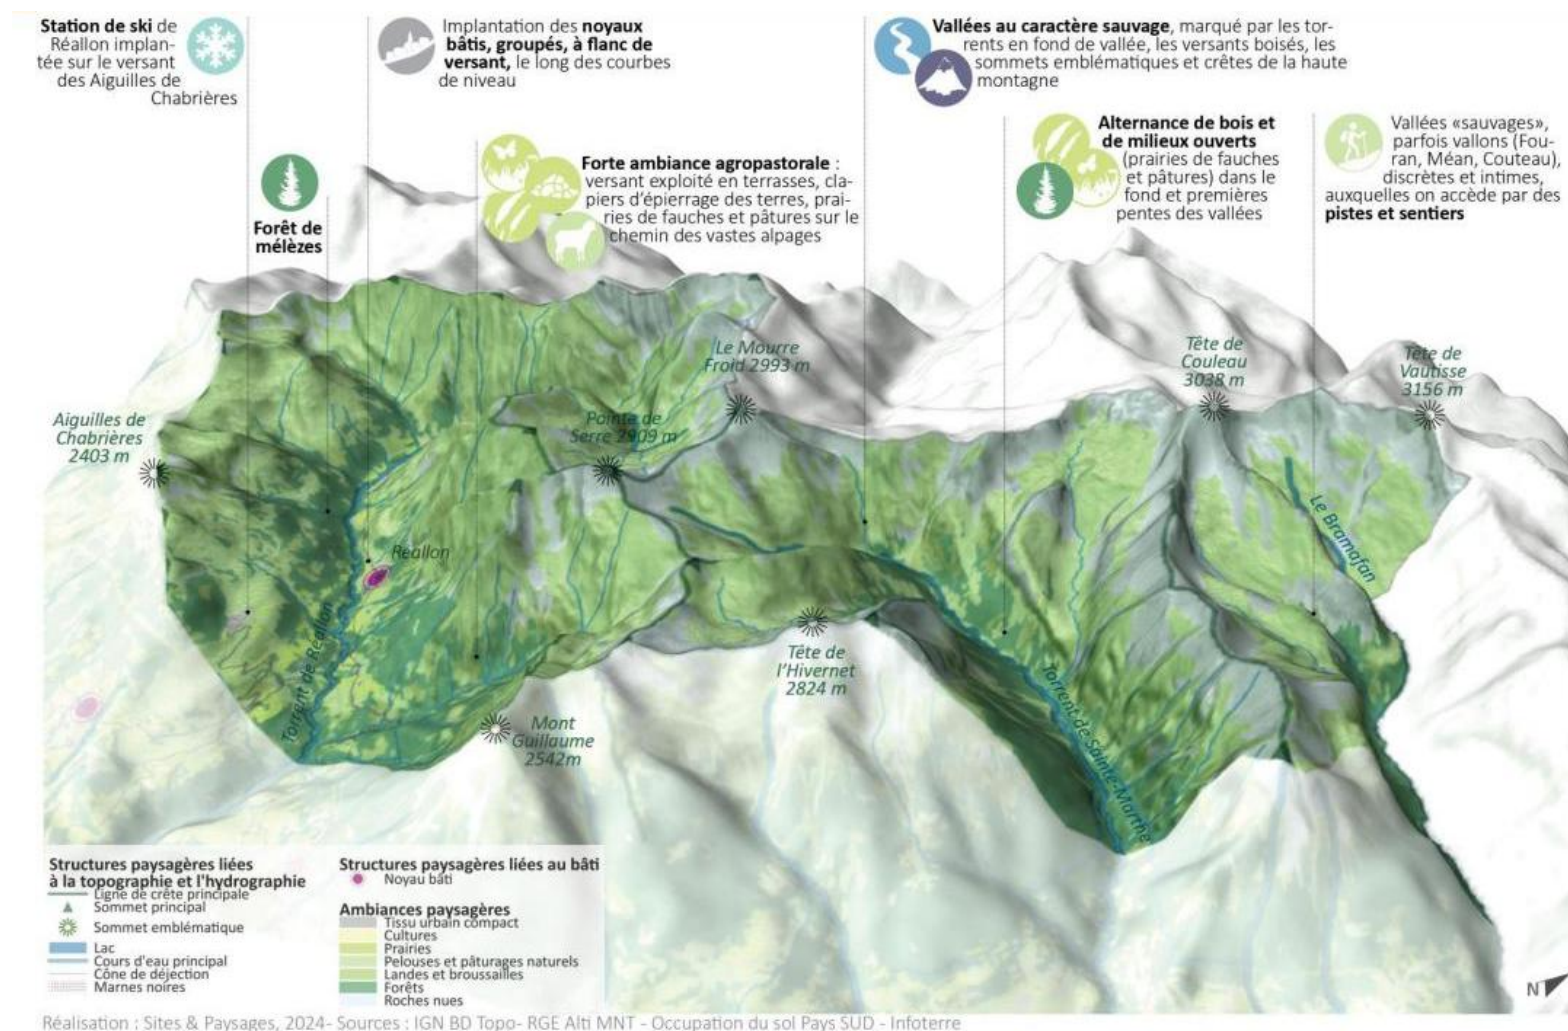 Station de ski de
Réallon implan-
tée sur le versant
des Aiguilles de
Chabrières
Implantation des noyaux
bâtis, groupés, à flanc de
versant, le long des courbes
de niveau
Vallées au caractère sauvage, marqué par les tor-
rents en fond de vallée, les versants boisés, les
sommets emblématiques et crêtes de la haute
montagne
Forêt de
mélèzes
Forte ambiance agropastorale :
versant exploité en terrasses, cla-
piers d'épierrage des terres, prai-
ries de fauches et pâtures sur le
chemin des vastes alpages
Alternance de bois et
de milieux ouverts
(prairies de fauches
et pâtures) dans le
fond et premières
pentes des vallées
Vallées «sauvages»,
parfois vallons (Fou-
ran, Méan, Couteau),
discrètes et intimes,
auxquelles on accède par des
pistes et sentiers
Le Mourre
Froid 2993 m
Tête de
Couleau
3038 m
Tête de
Vautisse
3156 m
Aiguilles de
Chabrières
2403 m
Pointe de
Serre 2909 m
Le Bramafan
Réallon
Torrent de Réallon
Tête de
l'Hivernet
2824 m
Torrent de Sainte-Marthe
Mont
Guillaume
2542m
Structures paysagères liées
à la topographie et l'hydrographie
Ligne de crête principale
Sommet principal
Sommet emblématique
Lac
Cours d'eau principal
Cône de déjection
Marnes noires
Structures paysagères liées au bâti
Noyau bâti
Ambiances paysagères
Tissu urbain compact
Cultures
Prairies
Pelouses et pâturages naturels
Landes et broussailles
Forêts
Roches nues
N
Réalisation : Sites & Paysages, 2024- Sources : IGN BD Topo- RGE Alti MNT - Occupation du sol Pays SUD - Infoterre